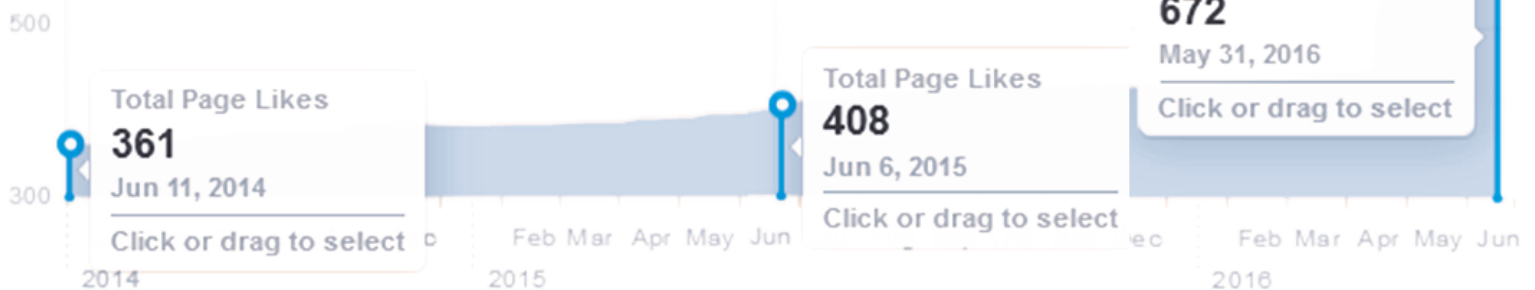 500
300
Total Page Likes
361
Jun 11, 2014
Click or drag to select
Total Page Likes
408
Jun 6, 2015
Click or drag to select
672
May 31, 2016
Click or drag to select
Feb Mar Apr May Jun
Feb Mar Apr May Jun
2014
2015
2016